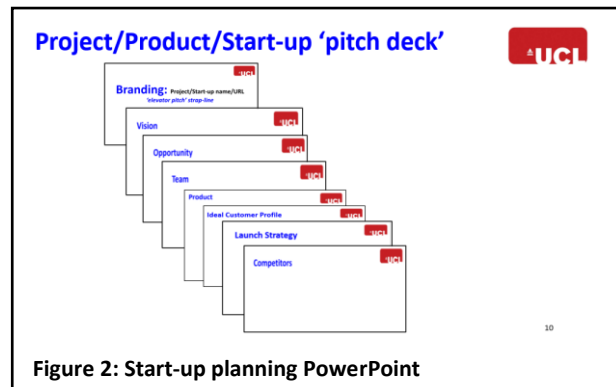 Project/Product/Start-up 'pitch deck'
UCL
UCL
Branding: Project/Start-up name/URL
'elevator pitch' strap-line
UCL
Vision
UCL
Opportunity
UCL
Team
UCL
Product
UCL
Ideal Customer Profile
UCL
Launch Strategy
UCL
Competitors
10
Figure 2: Start-up planning PowerPoint